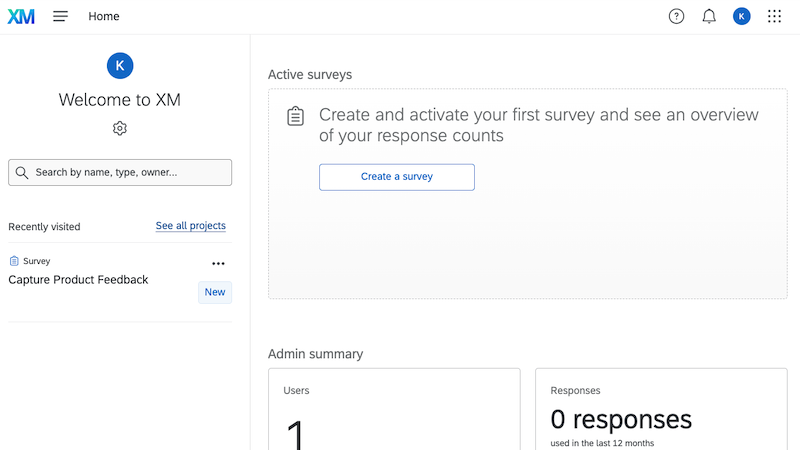 XM
Home
?
K
K
Welcome to XM
Search by name, type, owner...
Recently visited
See all projects
Survey
Capture Product Feedback
New
Active surveys
Create and activate your first survey and see an overview
of your response counts
Create a survey
Admin summary
Users
1
Responses
0 responses
used in the last 12 months